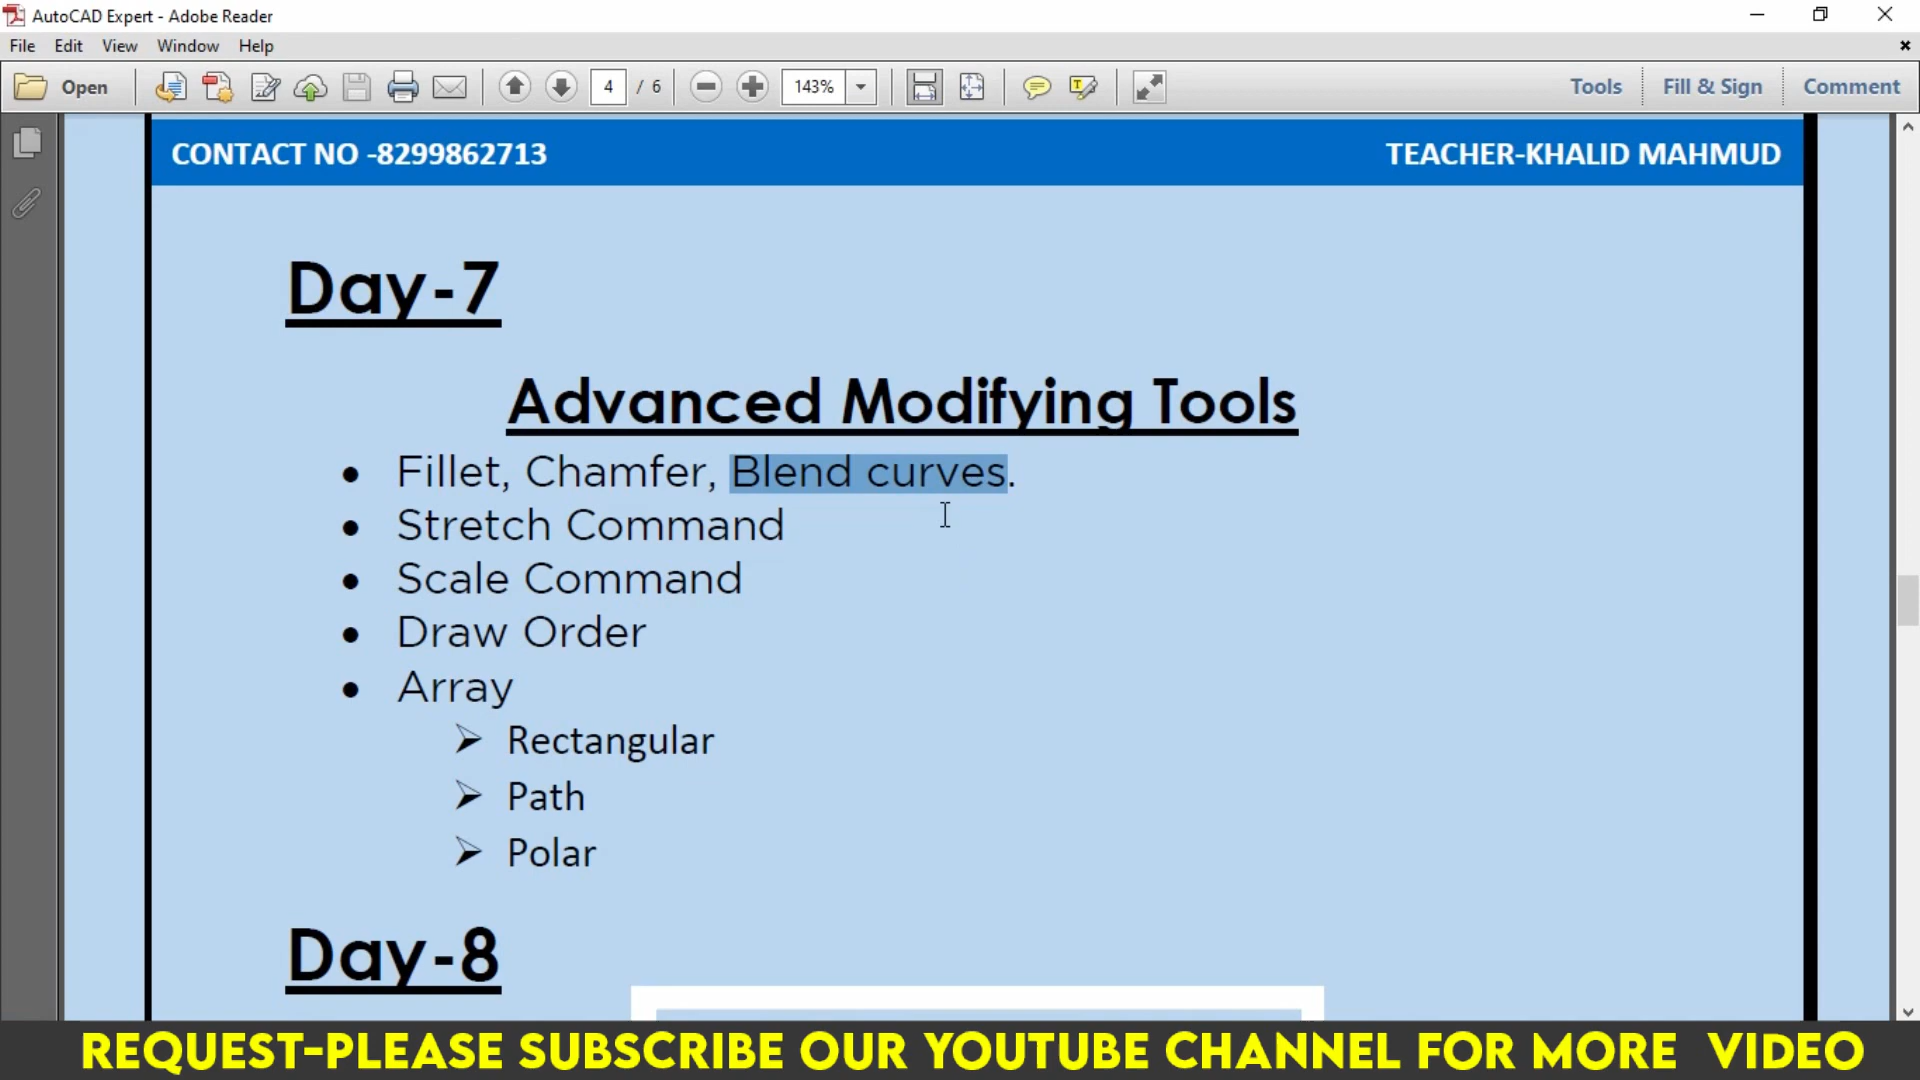 AutoCAD Expert - Adobe Reader
File Edit View Window Help
Open 4 / 6 143% Tools Fill & Sign Comment
CONTACT NO -8299862713 TEACHER-KHALID MAHMUD
Day-7
Advanced Modifying Tools
• Fillet, Chamfer, Blend curves.
• Stretch Command
• Scale Command
• Draw Order
• Array
➢ Rectangular
➢ Path
➢ Polar
Day-8
REQUEST-PLEASE SUBSCRIBE OUR YOUTUBE CHANNEL FOR MORE VIDEO